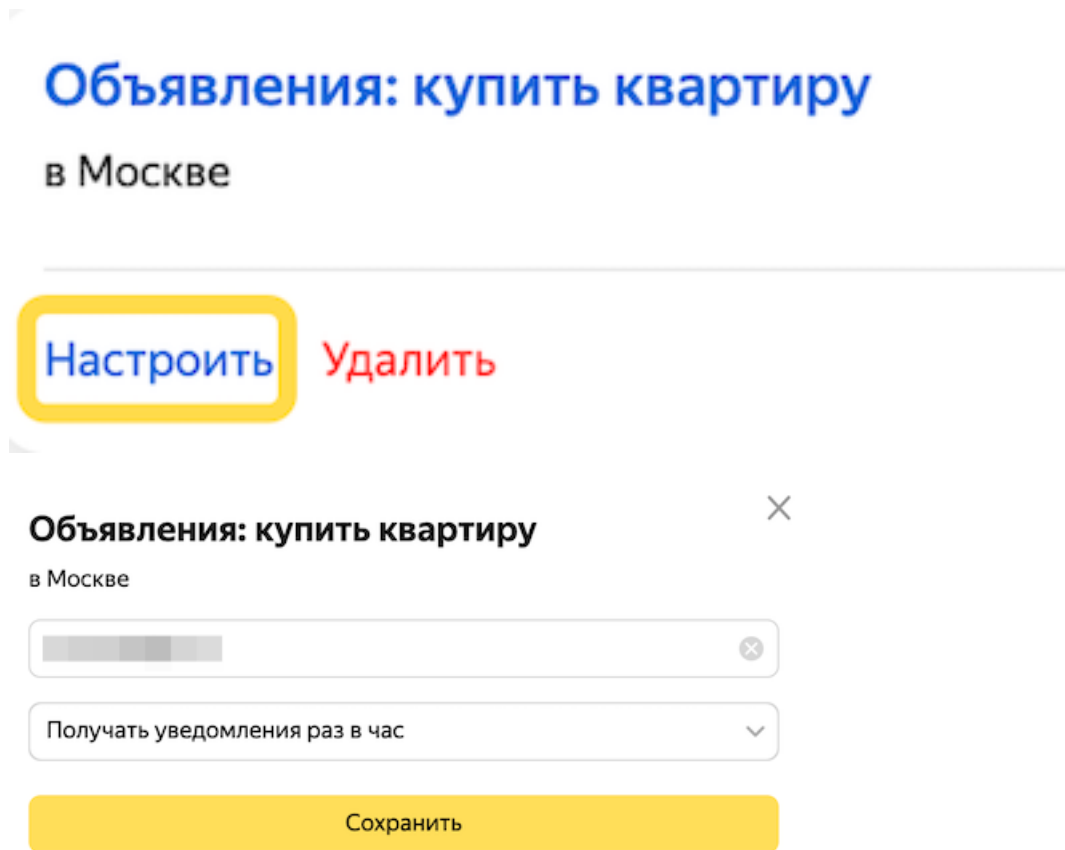 Объявления: купить квартиру
в Москве
Настроить Удалить
Объявления: купить квартиру
в Москве
Получать уведомления раз в час
Сохранить